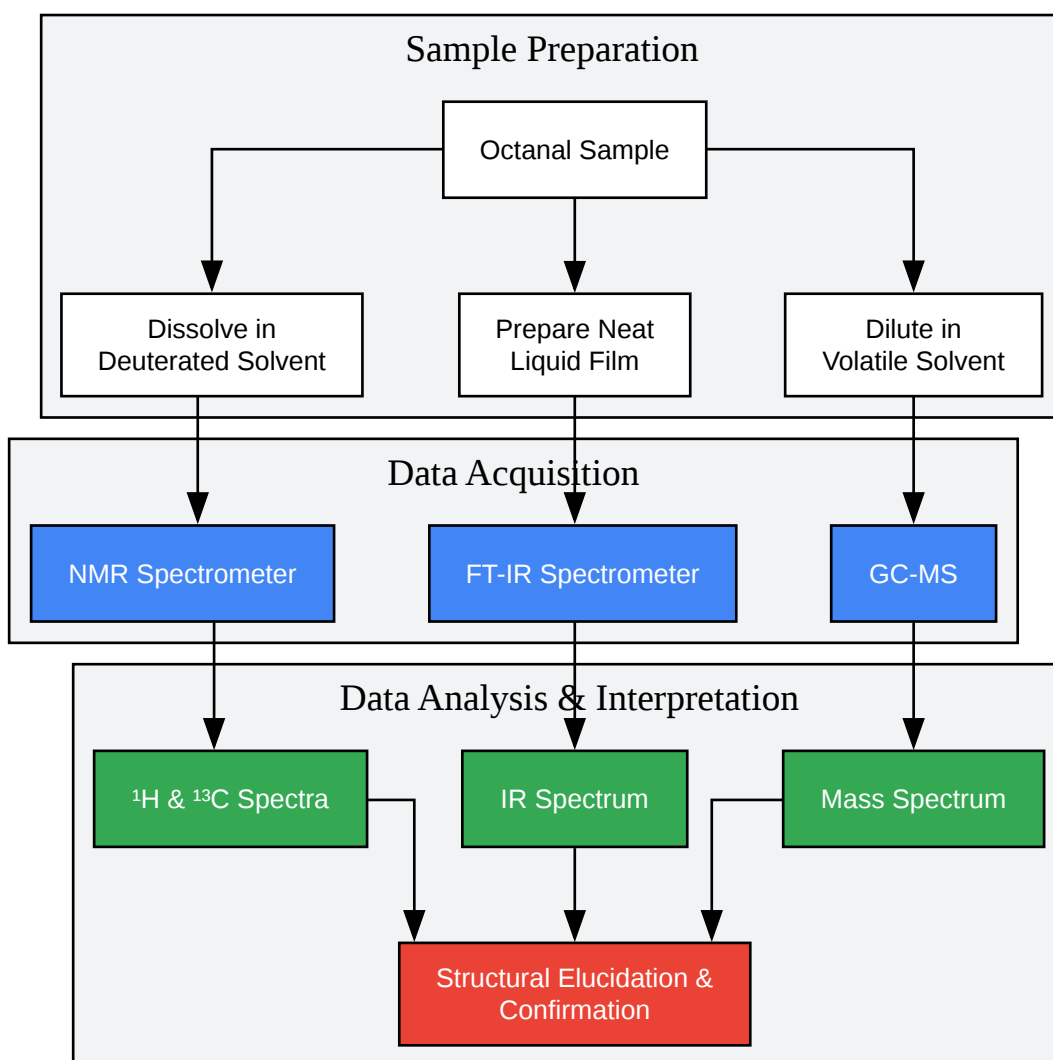 Sample Preparation
Octanal Sample
Dissolve in
Deuterated Solvent
Prepare Neat
Liquid Film
Dilute in
Volatile Solvent
Data Acquisition
NMR Spectrometer
FT-IR Spectrometer
GC-MS
Data Analysis & Interpretation
¹H & ¹³C Spectra
IR Spectrum
Mass Spectrum
Structural Elucidation &
Confirmation